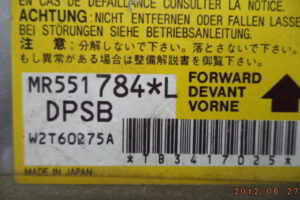 EN CAS DE DÉFAILLANCE CONSULTER LA NOTICE.
ACHTUNG: NICHT ENTFERNEN ODER FALLEN LASSEN
BEI STÖRUNGEN SIEHE BETRIEBSANLEITUNG.
注意:分解しないで下さい。落とさないで下さい。
もし異常がある場合は整備解説書を御覧下さい。
MR551784*L
DPSB
W2T60275A
FORWARD
DEVANT
VORNE
*TB3417025*
MADE IN JAPAN
2012 06 27